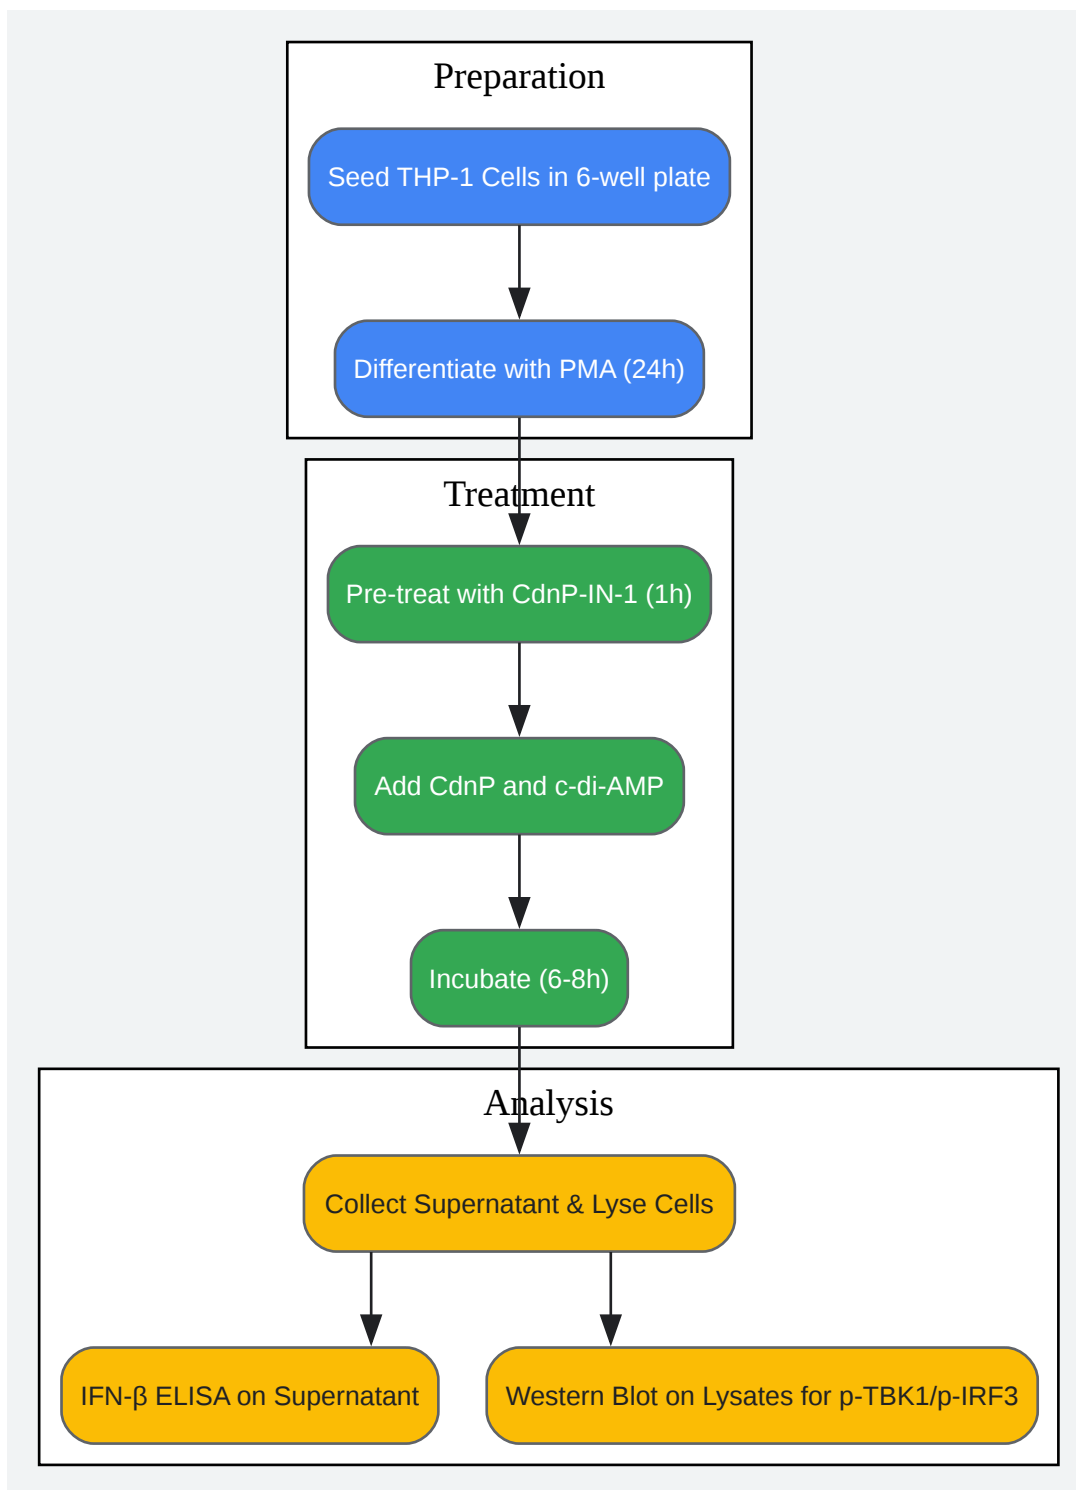 Preparation
Seed THP-1 Cells in 6-well plate
Differentiate with PMA (24h)
Treatment
Pre-treat with CdnP-IN-1 (1h)
Add CdnP and c-di-AMP
Incubate (6-8h)
Analysis
Collect Supernatant & Lyse Cells
IFN-β ELISA on Supernatant
Western Blot on Lysates for p-TBK1/p-IRF3